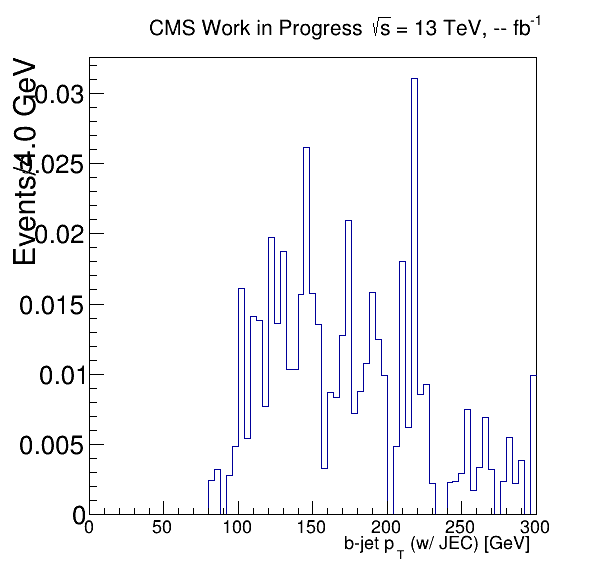 CMS Work in Progress √s = 13 TeV, -- fb-1
Events/4.0 GeV
0.03
0.025
0.02
0.015
0.01
0.005
0
0 50 100 150 200 250 300
b-jet pT (w/ JEC) [GeV]